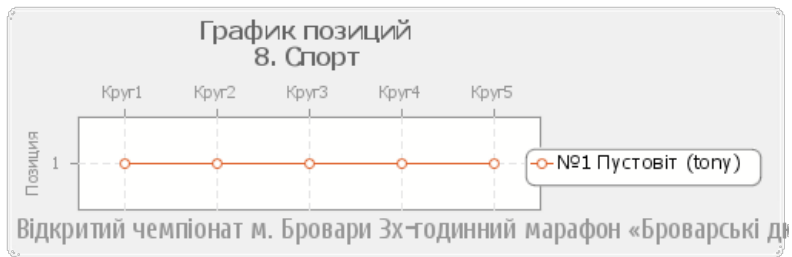 График позиций
8. Спорт
Круг1 Круг2 Круг3 Круг4 Круг5
Позиция
1
№1 Пустовіт (tony)
Відкритий чемпіонат м. Бровари 3х-годинний марафон «Броварські